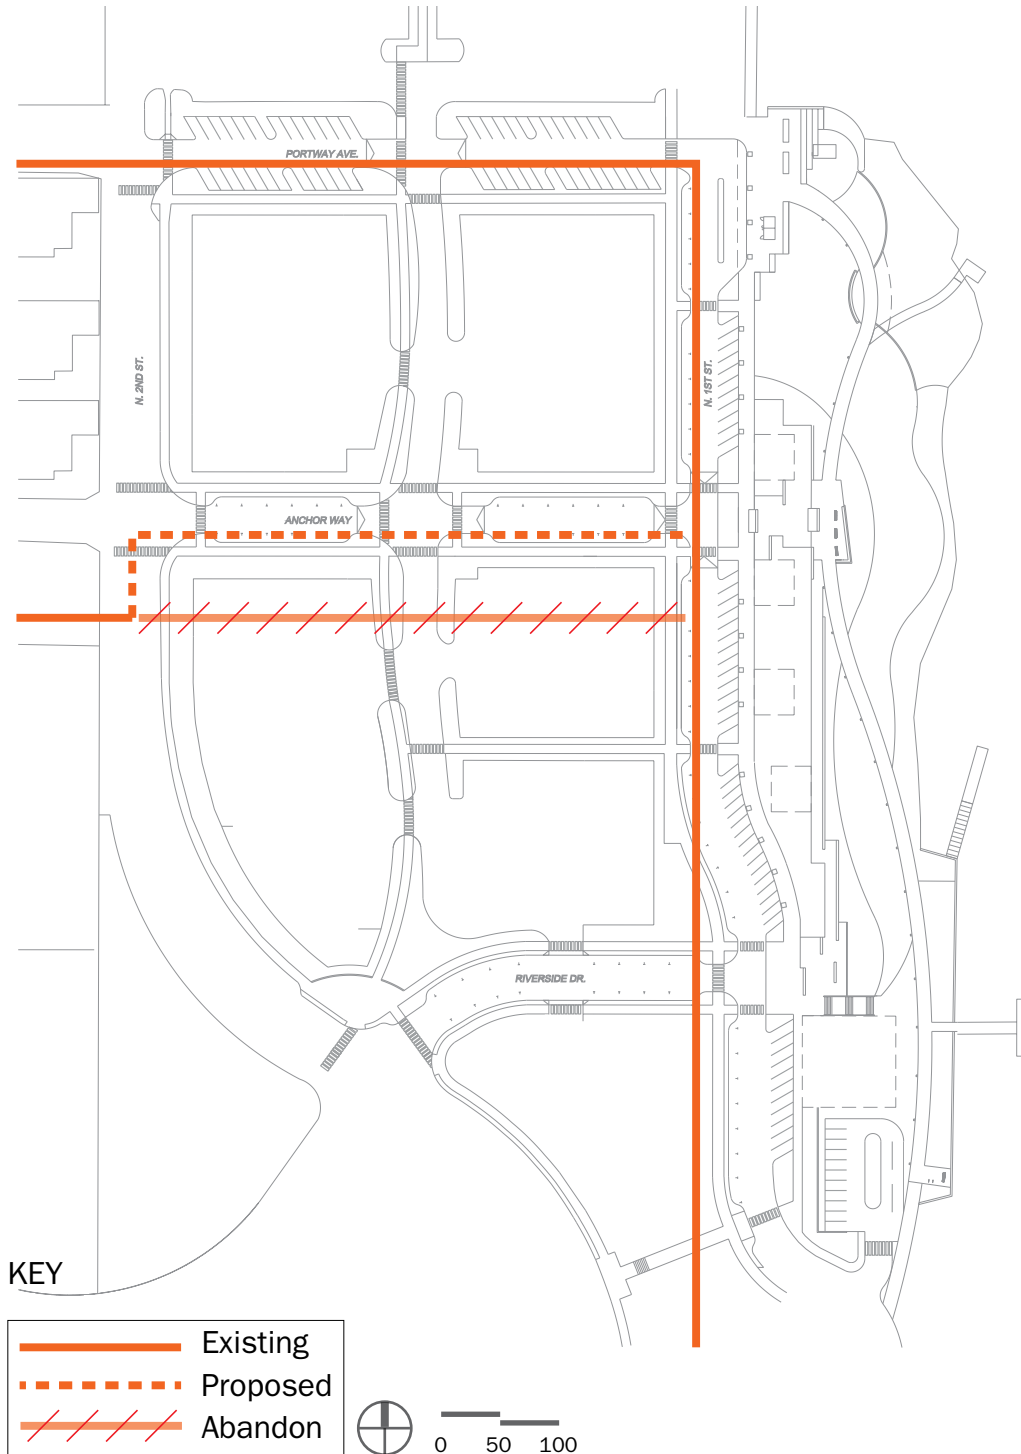 PORTWAY AVE.
N. 2ND ST.
N. 1ST ST.
ANCHOR WAY
RIVERSIDE DR.
KEY
Existing
Proposed
Abandon
0 50 100